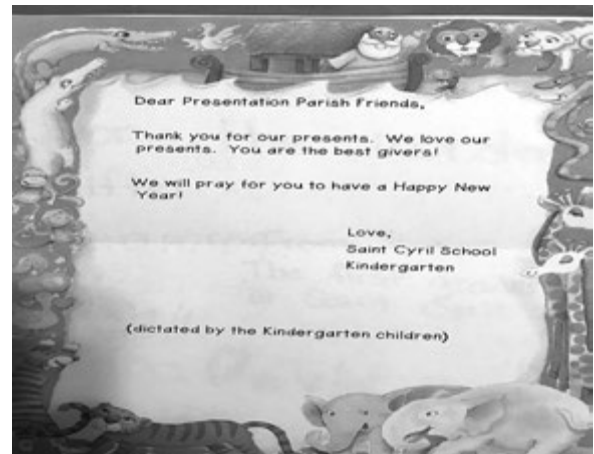 Dear Presentation Parish Friends,
Thank you for our presents. We love our
presents. You are the best givers!
We will pray for you to have a Happy New
Year!
Love,
Saint Cyril School
Kindergarten
(dictated by the Kindergarten children)